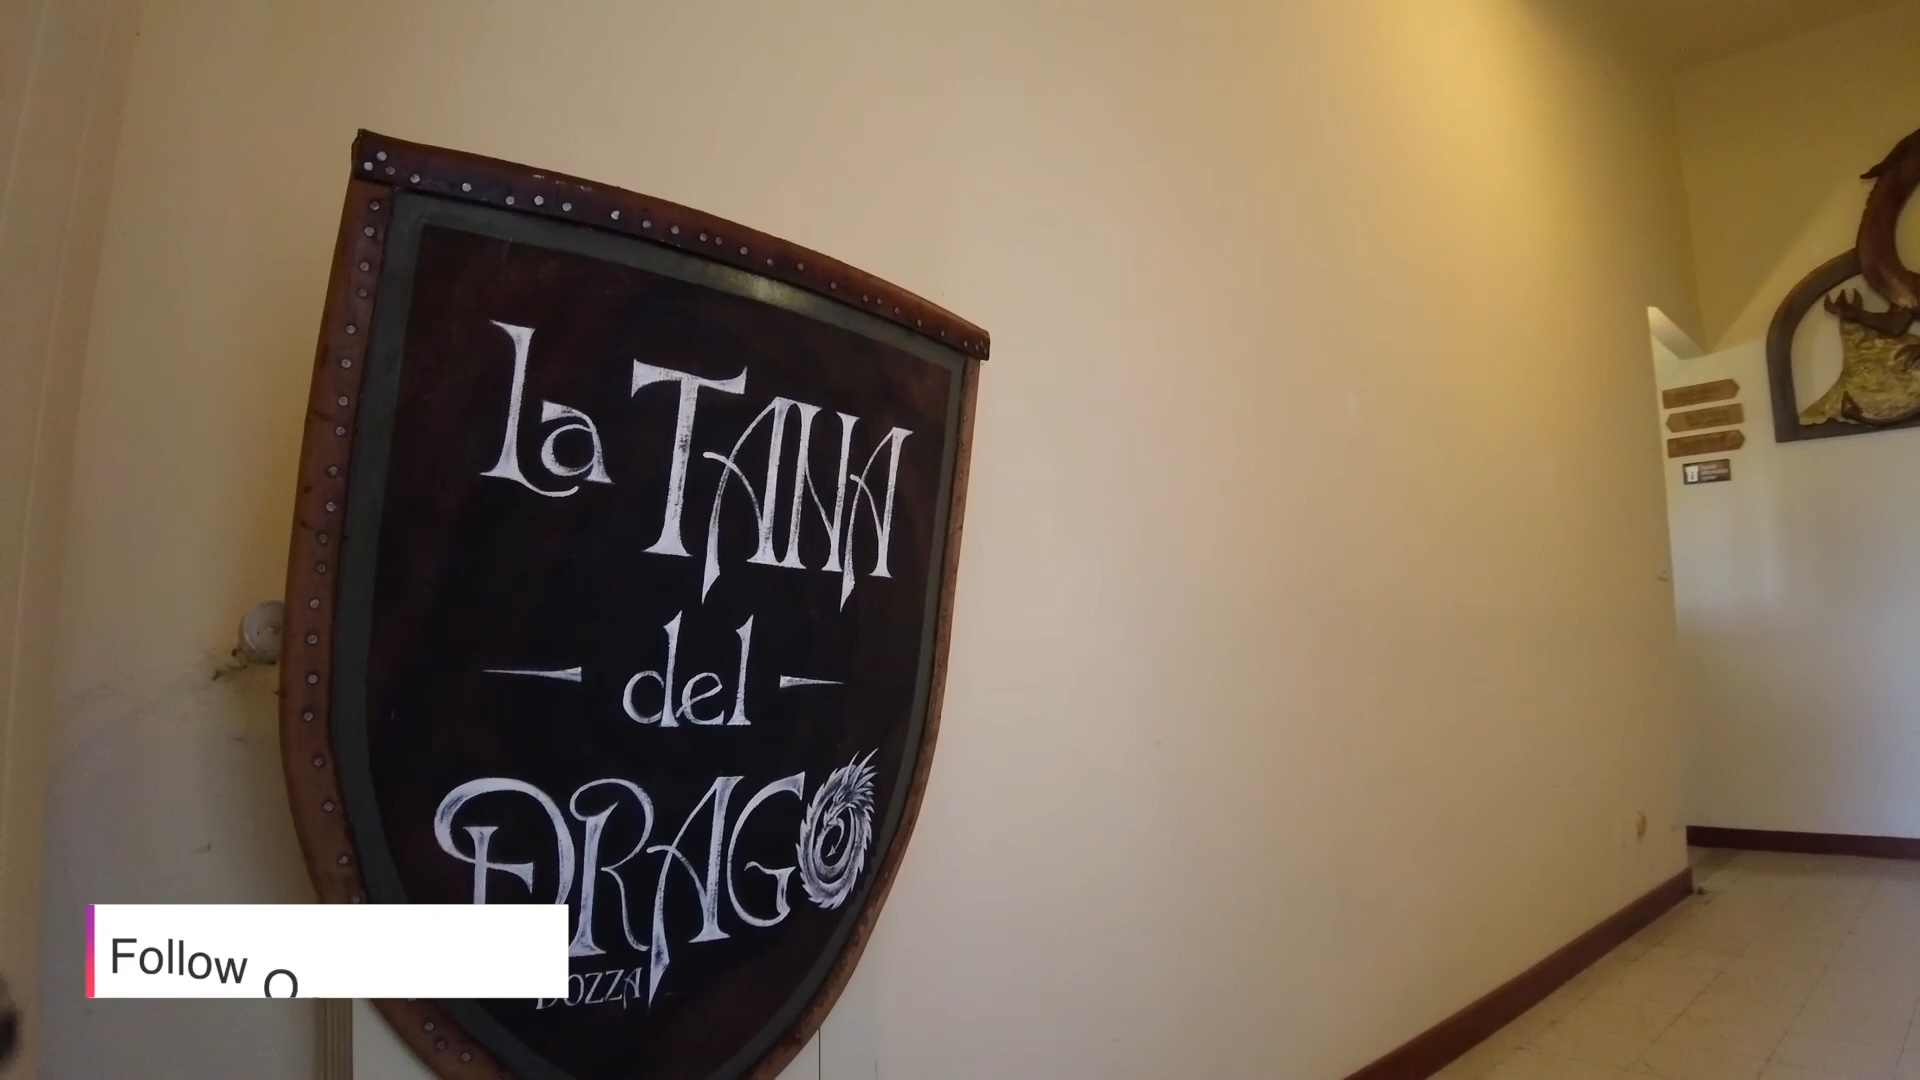 La TANA
- del -
DRAGO
DOZZA
Follow